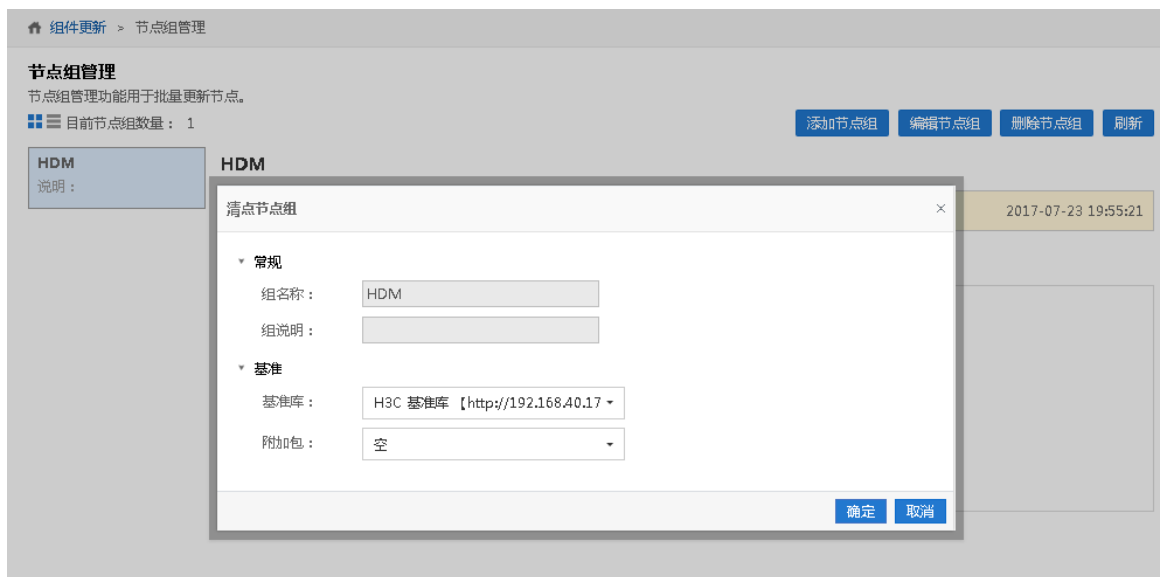 组件更新 > 节点组管理
节点组管理
节点组管理功能用于批量更新节点。
目前节点组数量： 1
添加节点组 编辑节点组 删除节点组 刷新
HDM
说明：
HDM
2017-07-23 19:55:21
清点节点组 ×
常规
组名称： HDM
组说明：
基准
基准库： H3C 基准库 【http://192.168.40.17
附加包： 空
确定 取消